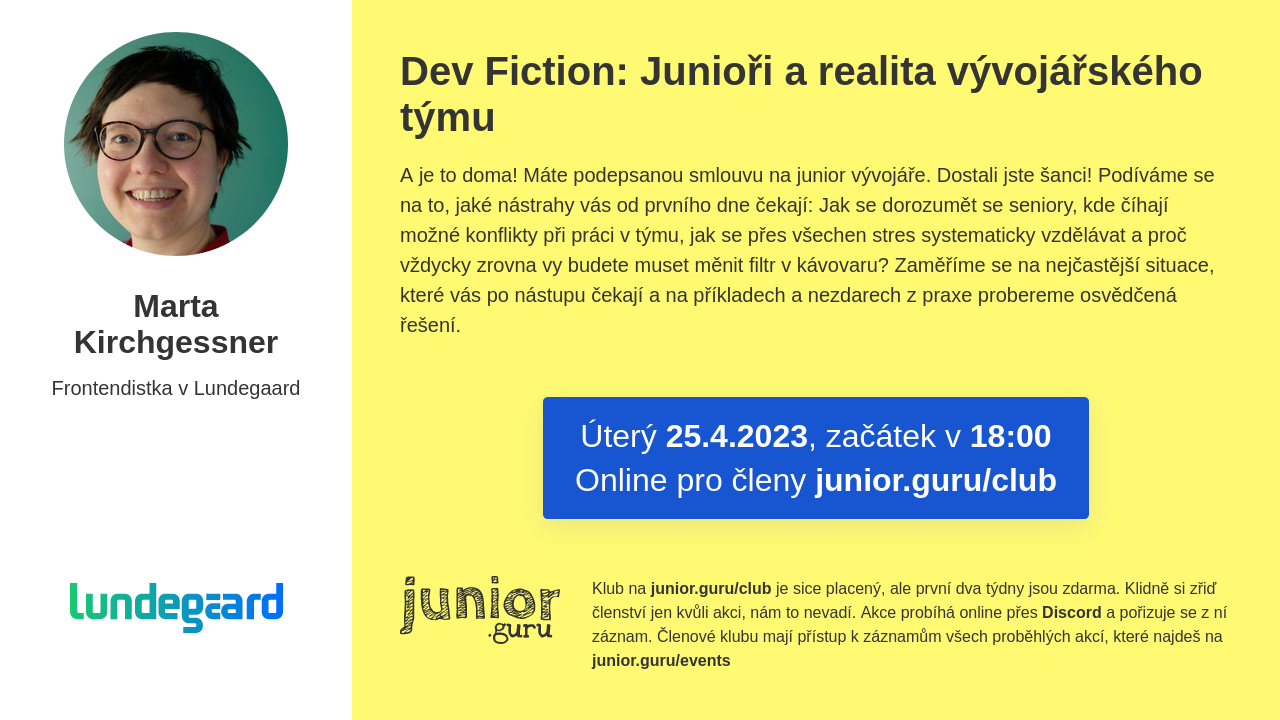 Marta
Kirchgessner
Frontendistka v Lundegaard
lundegaard
Dev Fiction: Junioři a realita vývojářského
týmu
A je to doma! Máte podepsanou smlouvu na junior vývojáře. Dostali jste šanci! Podíváme se
na to, jaké nástrahy vás od prvního dne čekají: Jak se dorozumět se seniory, kde číhají
možné konflikty při práci v týmu, jak se přes všechen stres systematicky vzdělávat a proč
vždycky zrovna vy budete muset měnit filtr v kávovaru? Zaměříme se na nejčastější situace,
které vás po nástupu čekají a na příkladech a nezdarech z praxe probereme osvědčená
řešení.
Úterý 25.4.2023, začátek v 18:00
Online pro členy junior.guru/club
junior
.guru
Klub na junior.guru/club je sice placený, ale první dva týdny jsou zdarma. Klidně si zřiď
členství jen kvůli akci, nám to nevadí. Akce probíhá online přes Discord a pořizuje se z ní
záznam. Členové klubu mají přístup k záznamům všech proběhlých akcí, které najdeš na
junior.guru/events